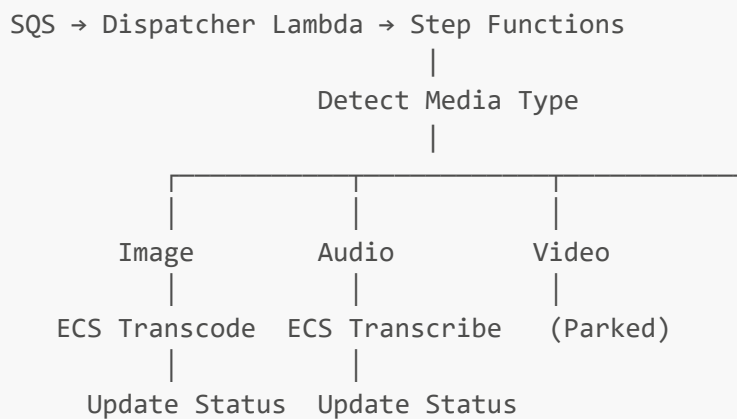 SQS → Dispatcher Lambda → Step Functions
Detect Media Type
Image Audio Video
ECS Transcode ECS Transcribe (Parked)
Update Status Update Status